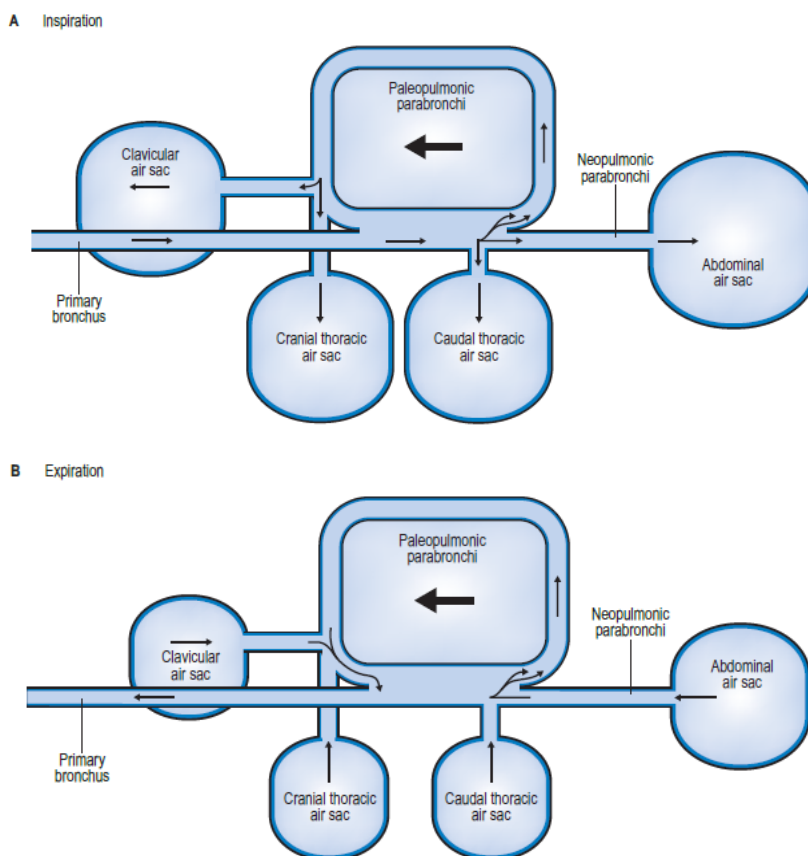 A Inspiration
Paleopulmonic
parabronchi
Clavicular
air sac
Neopulmonic
parabronchi
Primary
bronchus
Cranial thoracic
air sac
Caudal thoracic
air sac
Abdominal
air sac
B Expiration
Paleopulmonic
parabronchi
Clavicular
air sac
Neopulmonic
parabronchi
Abdominal
air sac
Primary
bronchus
Cranial thoracic
air sac
Caudal thoracic
air sac